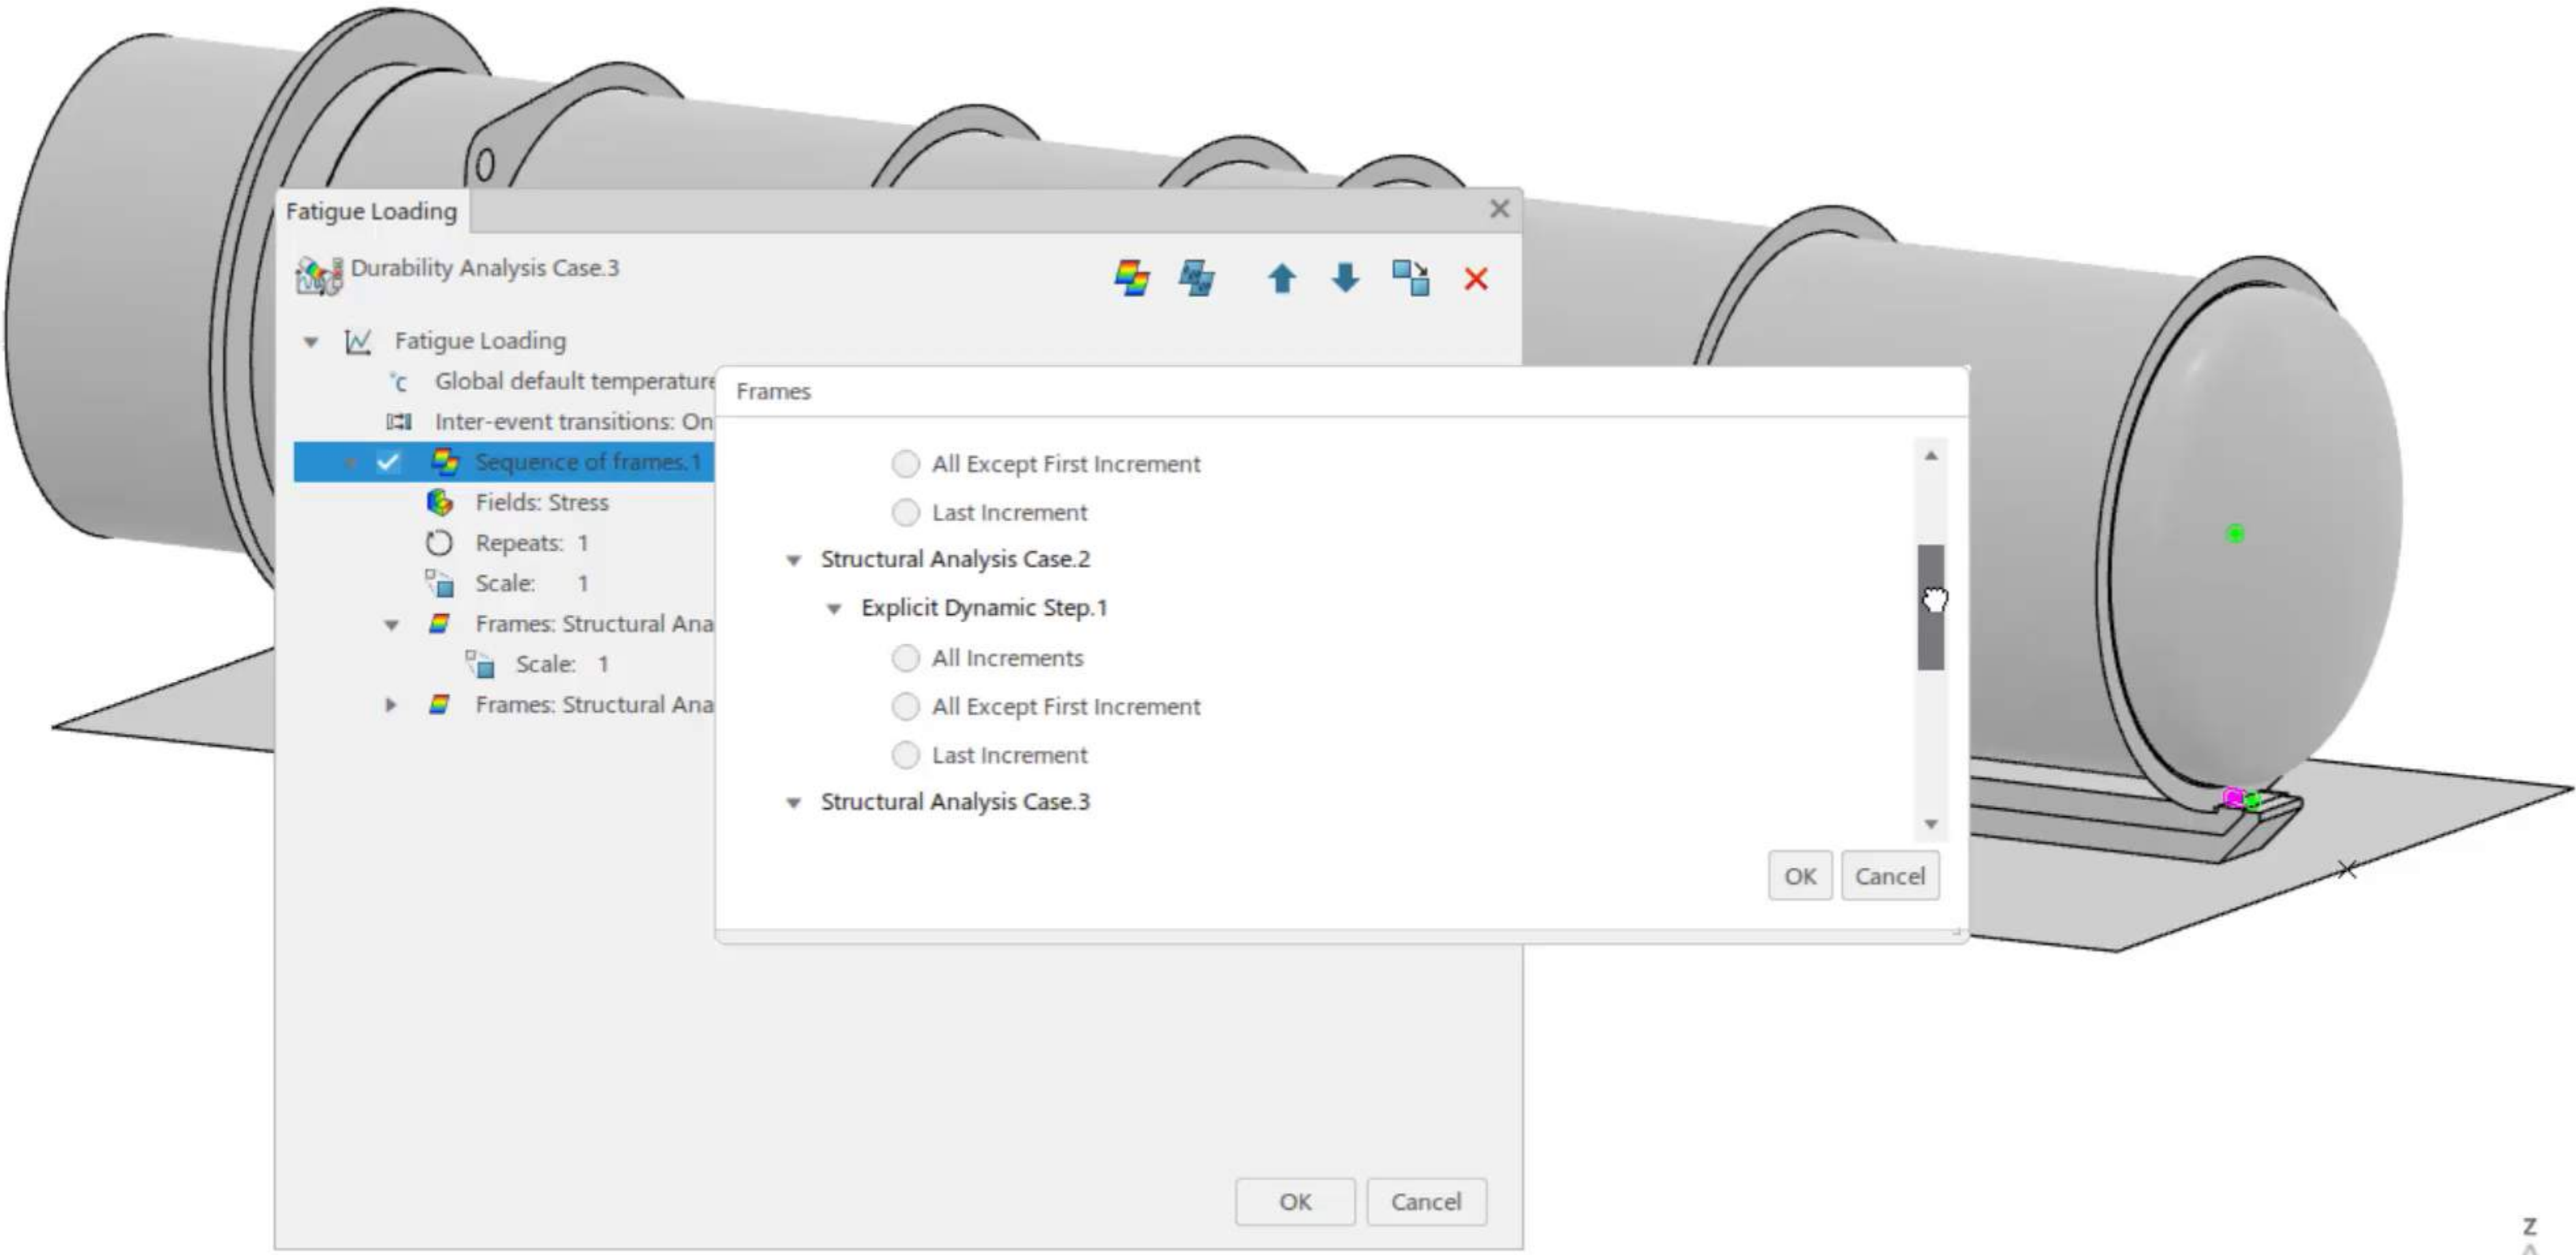 Fatigue Loading
Durability Analysis Case.3
Fatigue Loading
°c Global default temperature
Inter-event transitions: On
Sequence of frames.1
Fields: Stress
Repeats: 1
Scale: 1
Frames: Structural Ana
Scale: 1
Frames: Structural Ana
Frames
All Except First Increment
Last Increment
Structural Analysis Case.2
Explicit Dynamic Step.1
All Increments
All Except First Increment
Last Increment
Structural Analysis Case.3
OK Cancel
OK Cancel
Z